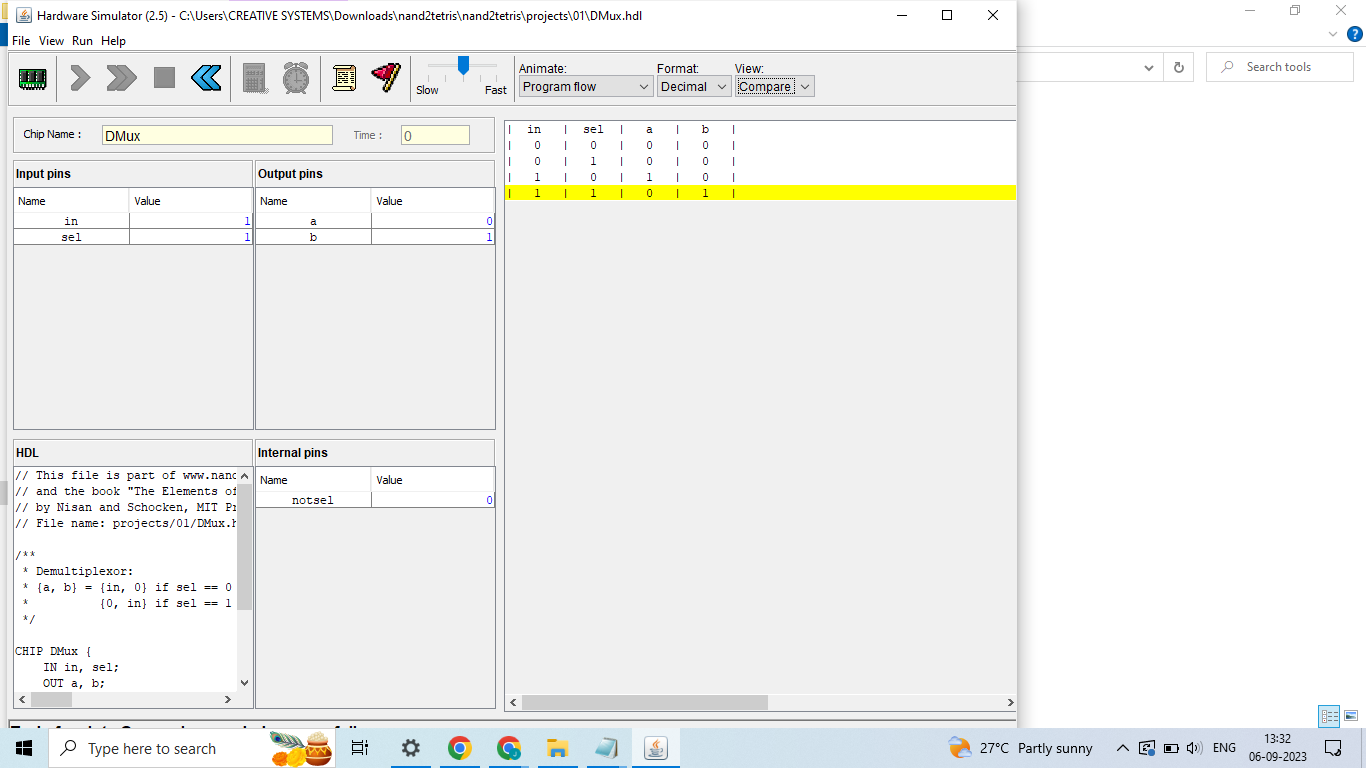 Hardware Simulator (2.5) - C:\Users\CREATIVE SYSTEMS\Downloads\nand2tetris\nand2tetris\projects\01\DMux.hdl
File View Run Help
Slow Fast
Animate: Format: View:
Program flow Decimal Compare
Search tools
Chip Name : DMux Time : 0
Input pins Output pins
Name Value Name Value
in 1 a 0
sel 1 b 1
| in | sel | a | b |
| 0 | 0 | 0 | 0 |
| 0 | 1 | 0 | 0 |
| 1 | 0 | 1 | 0 |
| 1 | 1 | 0 | 1 |
HDL
// This file is part of www.nand
// and the book "The Elements of
// by Nisan and Schocken, MIT Pr
// File name: projects/01/DMux.h
/**
* Demultiplexor:
* {a, b} = {in, 0} if sel == 0
* {0, in} if sel == 1
*/
CHIP DMux {
IN in, sel;
OUT a, b;
Internal pins
Name Value
notsel 0
Type here to search
27°C Partly sunny
ENG
13:32
06-09-2023